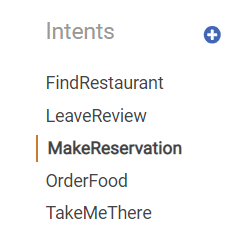 Intents
FindRestaurant
LeaveReview
MakeReservation
OrderFood
TakeMeThere